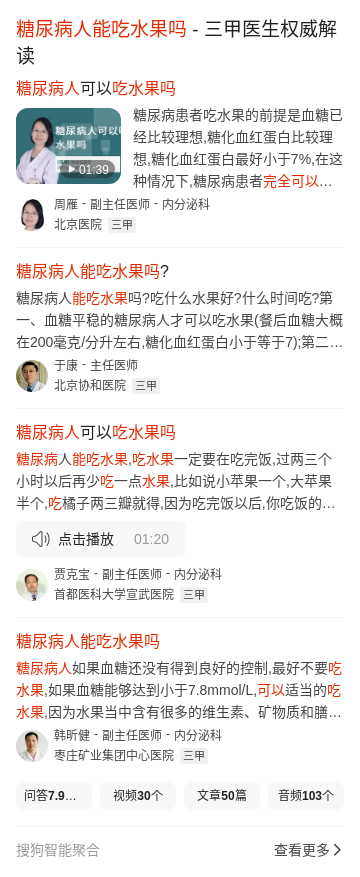 糖尿病人能吃水果吗 - 三甲医生权威解
读
糖尿病人可以吃水果吗
糖尿病人可以吃
水果吗
01:39
糖尿病患者吃水果的前提是血糖已
经比较理想,糖化血红蛋白比较理
想,糖化血红蛋白最好小于7%,在这
种情况下,糖尿病患者完全可以…
周雁 - 副主任医师 - 内分泌科
北京医院 三甲
糖尿病人能吃水果吗?
糖尿病人能吃水果吗?吃什么水果好?什么时间吃?第
一、血糖平稳的糖尿病人才可以吃水果(餐后血糖大概
在200毫克/分升左右,糖化血红蛋白小于等于7);第二…
于康 - 主任医师
北京协和医院 三甲
糖尿病人可以吃水果吗
糖尿病人能吃水果,吃水果一定要在吃完饭,过两三个
小时以后再少吃一点水果,比如说小苹果一个,大苹果
半个,吃橘子两三瓣就得,因为吃完饭以后,你吃饭的…
点击播放 01:20
贾克宝 - 副主任医师 - 内分泌科
首都医科大学宣武医院 三甲
糖尿病人能吃水果吗
糖尿病人如果血糖还没有得到良好的控制,最好不要吃
水果,如果血糖能够达到小于7.8mmol/L,可以适当的吃
水果,因为水果当中含有很多的维生素、矿物质和膳…
韩昕健 - 副主任医师 - 内分泌科
枣庄矿业集团中心医院 三甲
问答7.9… 视频30个 文章50篇 音频103个
搜狗智能聚合 查看更多